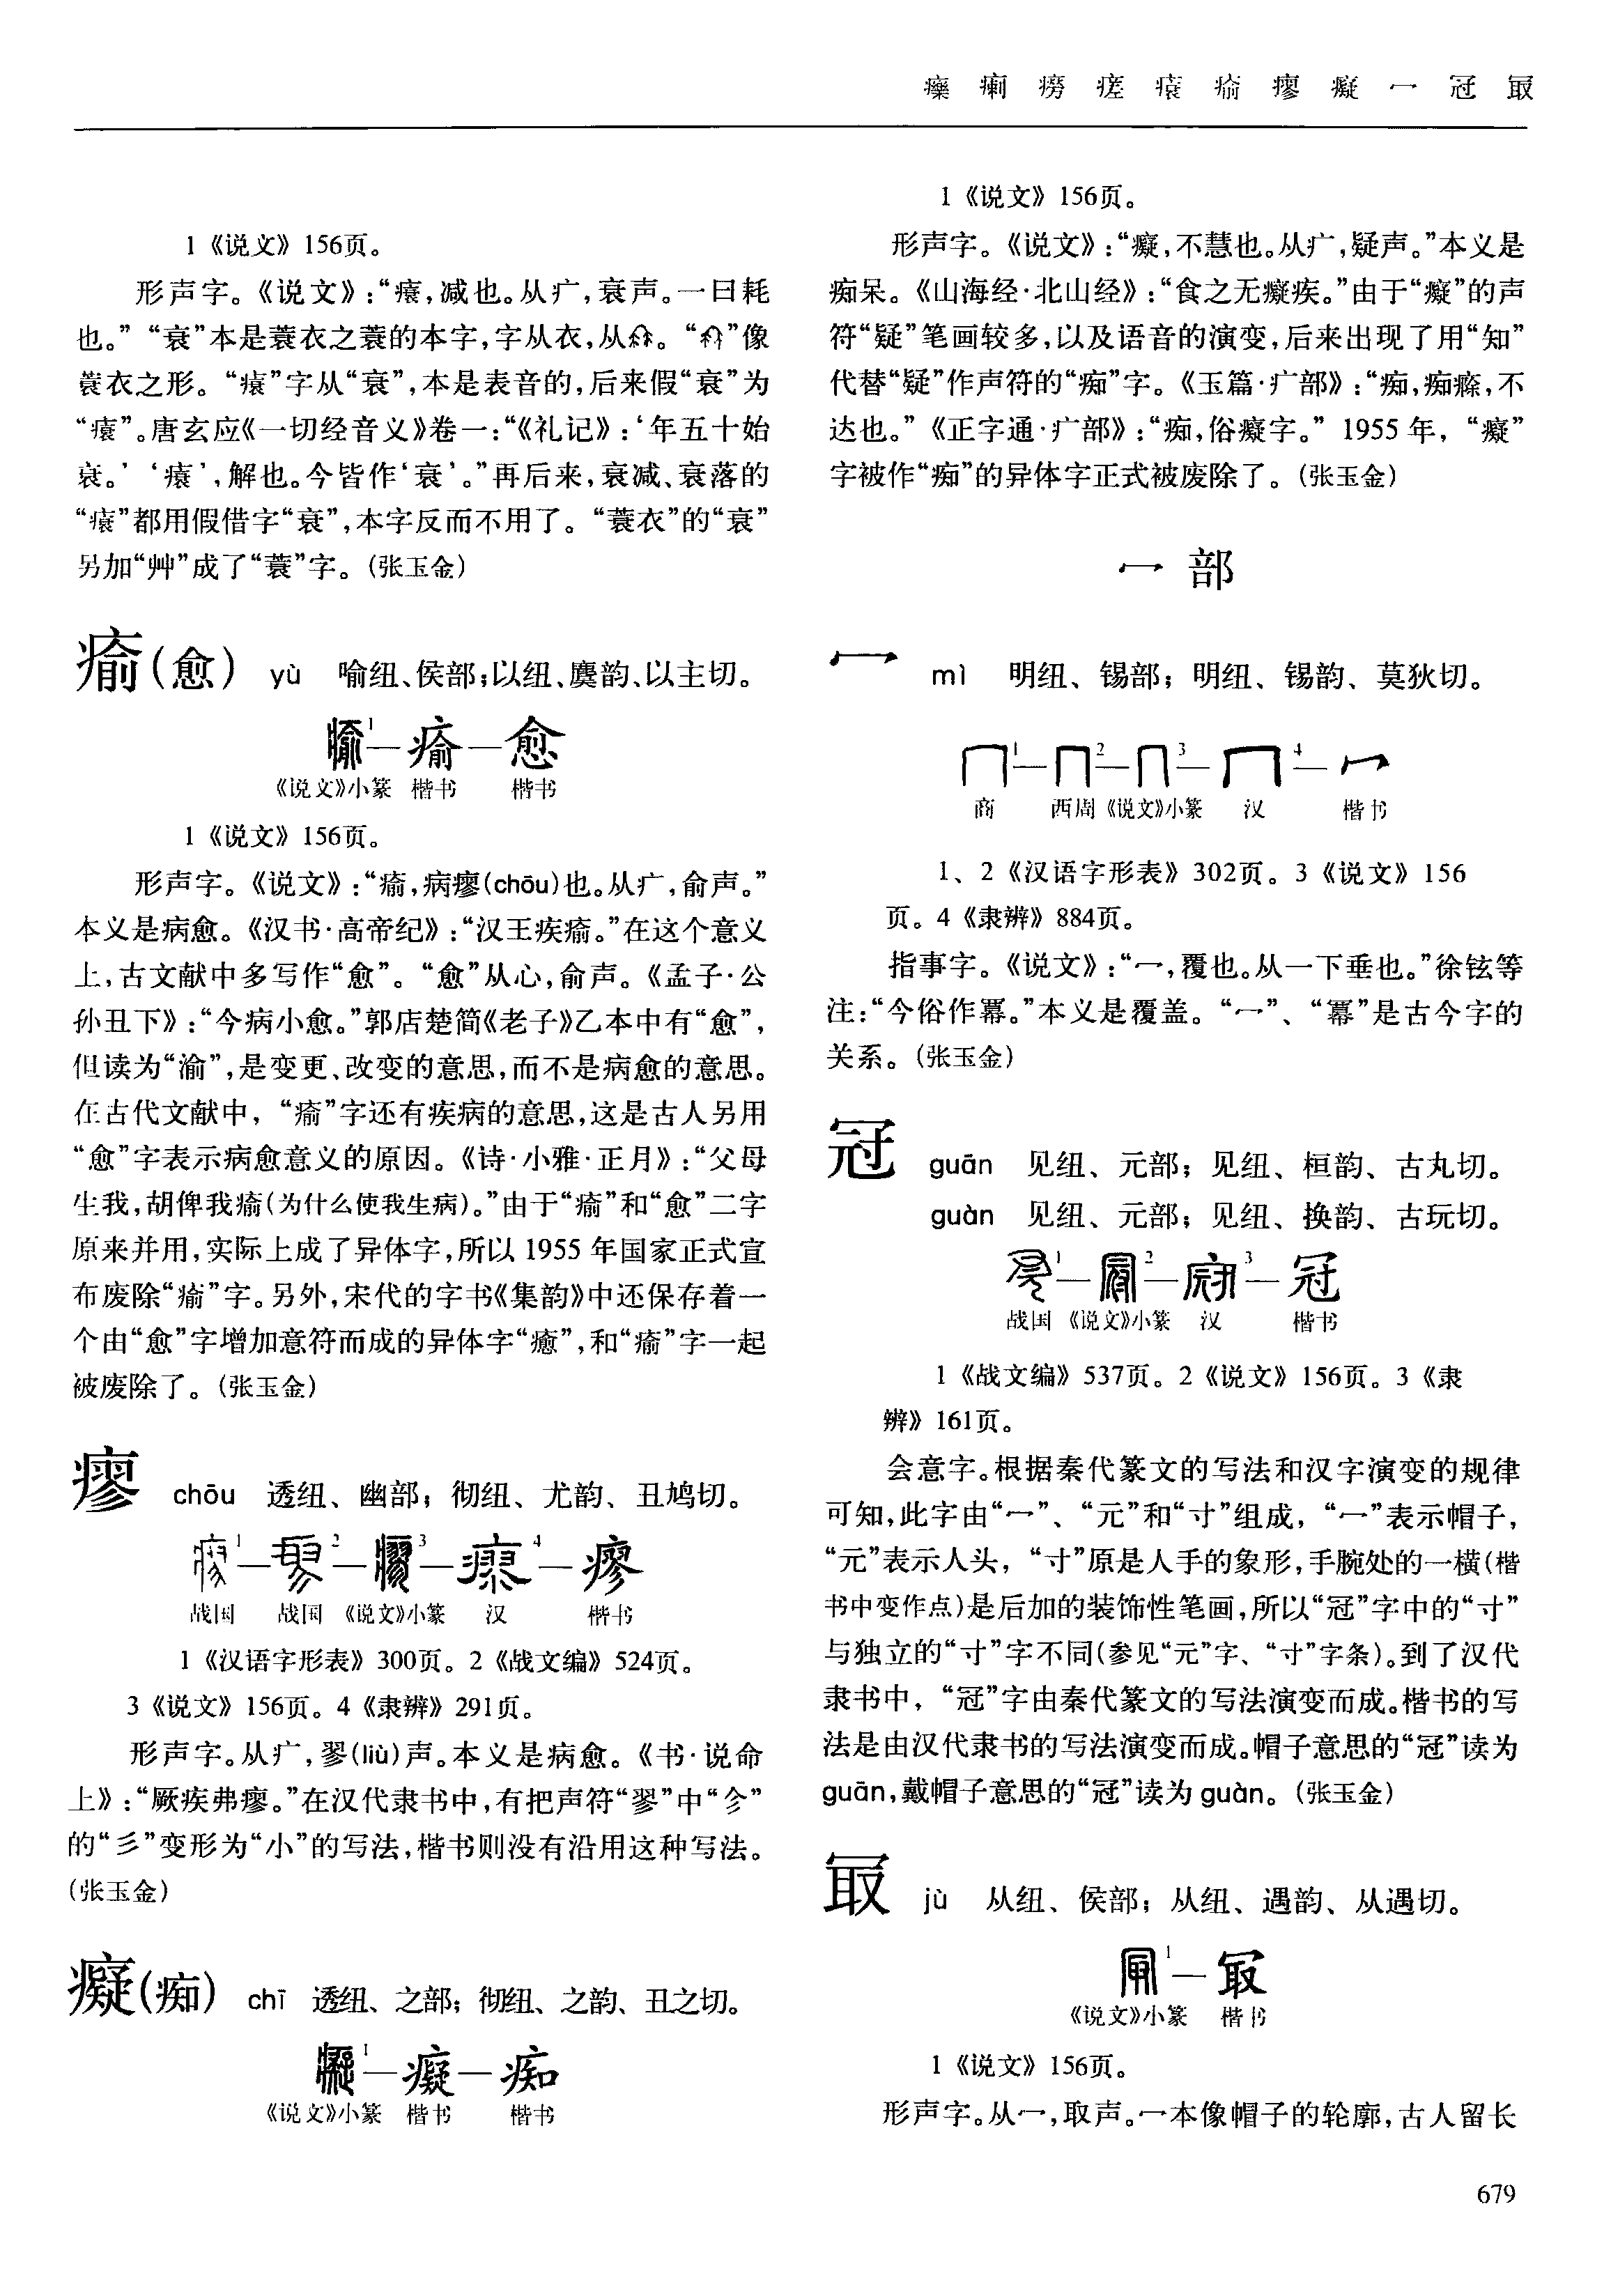 癳 瘌 癆 瘥 𤸬 瘉 瘳 癡 冖 冠 冣
1《说文》156页。
形声字。《说文》:“𤸬,减也。从疒,衰声。一曰耗
也。”“衰”本是蓑衣之蓑的本字,字从衣,从𣏟。“冄”像
蓑衣之形。“𤸬”字从“衰”,本是表音的,后来假“衰”为
“𤸬”。唐玄应《一切经音义》卷一:“《礼记》:‘年五十始
衰。’‘𤸬’,解也。今皆作‘衰’。”再后来,衰减、衰落的
“𤸬”都用假借字“衰”,本字反而不用了。“蓑衣”的“衰”
另加“艸”成了“蓑”字。(张玉金)
瘉(愈) yù 喻纽、侯部;以纽、麌韵、以主切。
1—瘉—愈
《说文》小篆 楷书 楷书
1《说文》156页。
形声字。《说文》:“瘉,病瘳(chōu)也。从疒,俞声。”
本义是病愈。《汉书·高帝纪》:“汉王疾瘉。”在这个意义
上,古文献中多写作“愈”。“愈”从心,俞声。《孟子·公
孙丑下》:“今病小愈。”郭店楚简《老子》乙本中有“愈”,
但读为“渝”,是变更、改变的意思,而不是病愈的意思。
在古代文献中,“瘉”字还有疾病的意思,这是古人另用
“愈”字表示病愈意义的原因。《诗·小雅·正月》:“父母
生我,胡俾我瘉(为什么使我生病)。”由于“瘉”和“愈”二字
原来并用,实际上成了异体字,所以 1955 年国家正式宣
布废除“瘉”字。另外,宋代的字书《集韵》中还保存着一
个由“愈”字增加意符而成的异体字“癒”,和“瘉”字一起
被废除了。(张玉金)
瘳 chōu 透纽、幽部;彻纽、尤韵、丑鸠切。
1—2—3—4—瘳
战国 战国 《说文》小篆 汉 楷书
1《汉语字形表》300页。2《战文编》524页。
3《说文》156页。4《隶辨》291页。
形声字。从疒,翏(liù)声。本义是病愈。《书·说命
上》:“厥疾弗瘳。”在汉代隶书中,有把声符“翏”中“㐱”
的“彡”变形为“小”的写法,楷书则没有沿用这种写法。
(张玉金)
癡(痴) chī 透纽、之部;彻纽、之韵、丑之切。
1—癡—痴
《说文》小篆 楷书 楷书
1《说文》156页。
形声字。《说文》:“癡,不慧也。从疒,疑声。”本义是
痴呆。《山海经·北山经》:“食之无癡疾。”由于“癡”的声
符“疑”笔画较多,以及语音的演变,后来出现了用“知”
代替“疑”作声符的“痴”字。《玉篇·疒部》:“痴,痴瘵,不
达也。”《正字通·疒部》:“痴,俗癡字。”1955 年,“癡”
字被作“痴”的异体字正式被废除了。(张玉金)
冖 部
冖 mì 明纽、锡部;明纽、锡韵、莫狄切。
1—2—3—4—冖
商 西周 《说文》小篆 汉 楷书
1、2《汉语字形表》302页。3《说文》156
页。4《隶辨》884页。
指事字。《说文》:“冖,覆也。从一下垂也。”徐铉等
注:“今俗作幂。”本义是覆盖。“冖”、“幂”是古今字的
关系。(张玉金)
冠 guān 见纽、元部;见纽、桓韵、古丸切。
guàn 见纽、元部;见纽、换韵、古玩切。
1—2—3—冠
战国 《说文》小篆 汉 楷书
1《战文编》537页。2《说文》156页。3《隶
辨》161页。
会意字。根据秦代篆文的写法和汉字演变的规律
可知,此字由“冖”、“元”和“寸”组成,“冖”表示帽子,
“元”表示人头,“寸”原是人手的象形,手腕处的一横(楷
书中变作点)是后加的装饰性笔画,所以“冠”字中的“寸”
与独立的“寸”字不同(参见“元”字、“寸”字条)。到了汉代
隶书中,“冠”字由秦代篆文的写法演变而成。楷书的写
法是由汉代隶书的写法演变而成。帽子意思的“冠”读为
guān,戴帽子意思的“冠”读为 guàn。(张玉金)
冣 jù 从纽、侯部;从纽、遇韵、从遇切。
1—冣
《说文》小篆 楷书
1《说文》156页。
形声字。从冖,取声。冖本像帽子的轮廓,古人留长
679